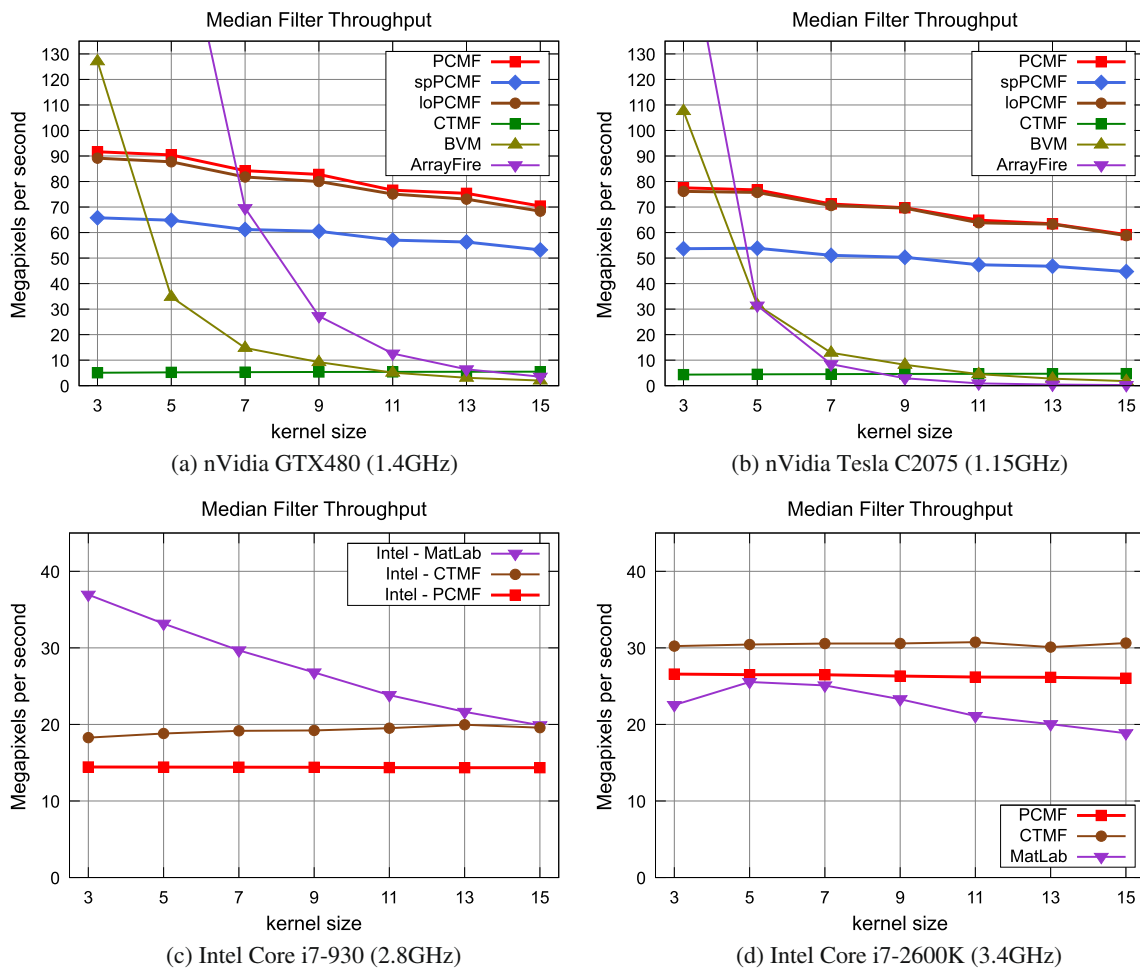 Median Filter Throughput
Megapixels per second
130
120
110
100
90
80
70
60
50
40
30
20
10
0
PCMF
spPCMF
loPCMF
CTMF
BVM
ArrayFire
3 5 7 9 11 13 15
kernel size
(a) nVidia GTX480 (1.4GHz)
Median Filter Throughput
Megapixels per second
130
120
110
100
90
80
70
60
50
40
30
20
10
0
PCMF
spPCMF
loPCMF
CTMF
BVM
ArrayFire
3 5 7 9 11 13 15
kernel size
(b) nVidia Tesla C2075 (1.15GHz)
Median Filter Throughput
Megapixels per second
40
30
20
10
0
Intel - MatLab
Intel - CTMF
Intel - PCMF
3 5 7 9 11 13 15
kernel size
(c) Intel Core i7-930 (2.8GHz)
Median Filter Throughput
Megapixels per second
40
30
20
10
0
PCMF
CTMF
MatLab
3 5 7 9 11 13 15
kernel size
(d) Intel Core i7-2600K (3.4GHz)